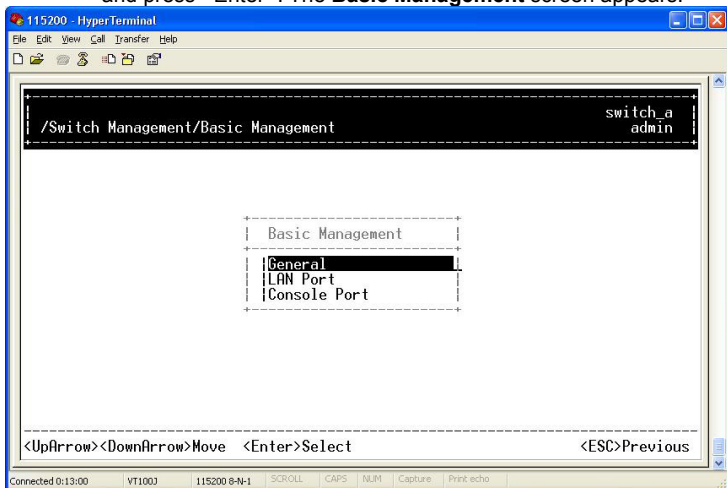 and press <Enter>. The Basic Management screen appears.
115200 - HyperTerminal
File Edit View Call Transfer Help
switch_a
/Switch Management/Basic Management admin
Basic Management
General
LAN Port
Console Port
<UpArrow><DownArrow>Move <Enter>Select <ESC>Previous
Connected 0:13:00 VT100J 115200 8-N-1 SCROLL CAPS NUM Capture Print echo